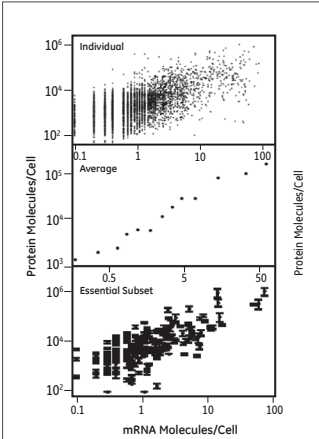 Protein Molecules/Cell
Individual
10⁶
10⁴
10²
0.1 1 10 100
Average
10⁵
10⁴
10³
0.5 5 50
Essential Subset
10⁶
10⁴
10²
0.1 1 10 100
mRNA Molecules/Cell
Protein Molecules/Cell